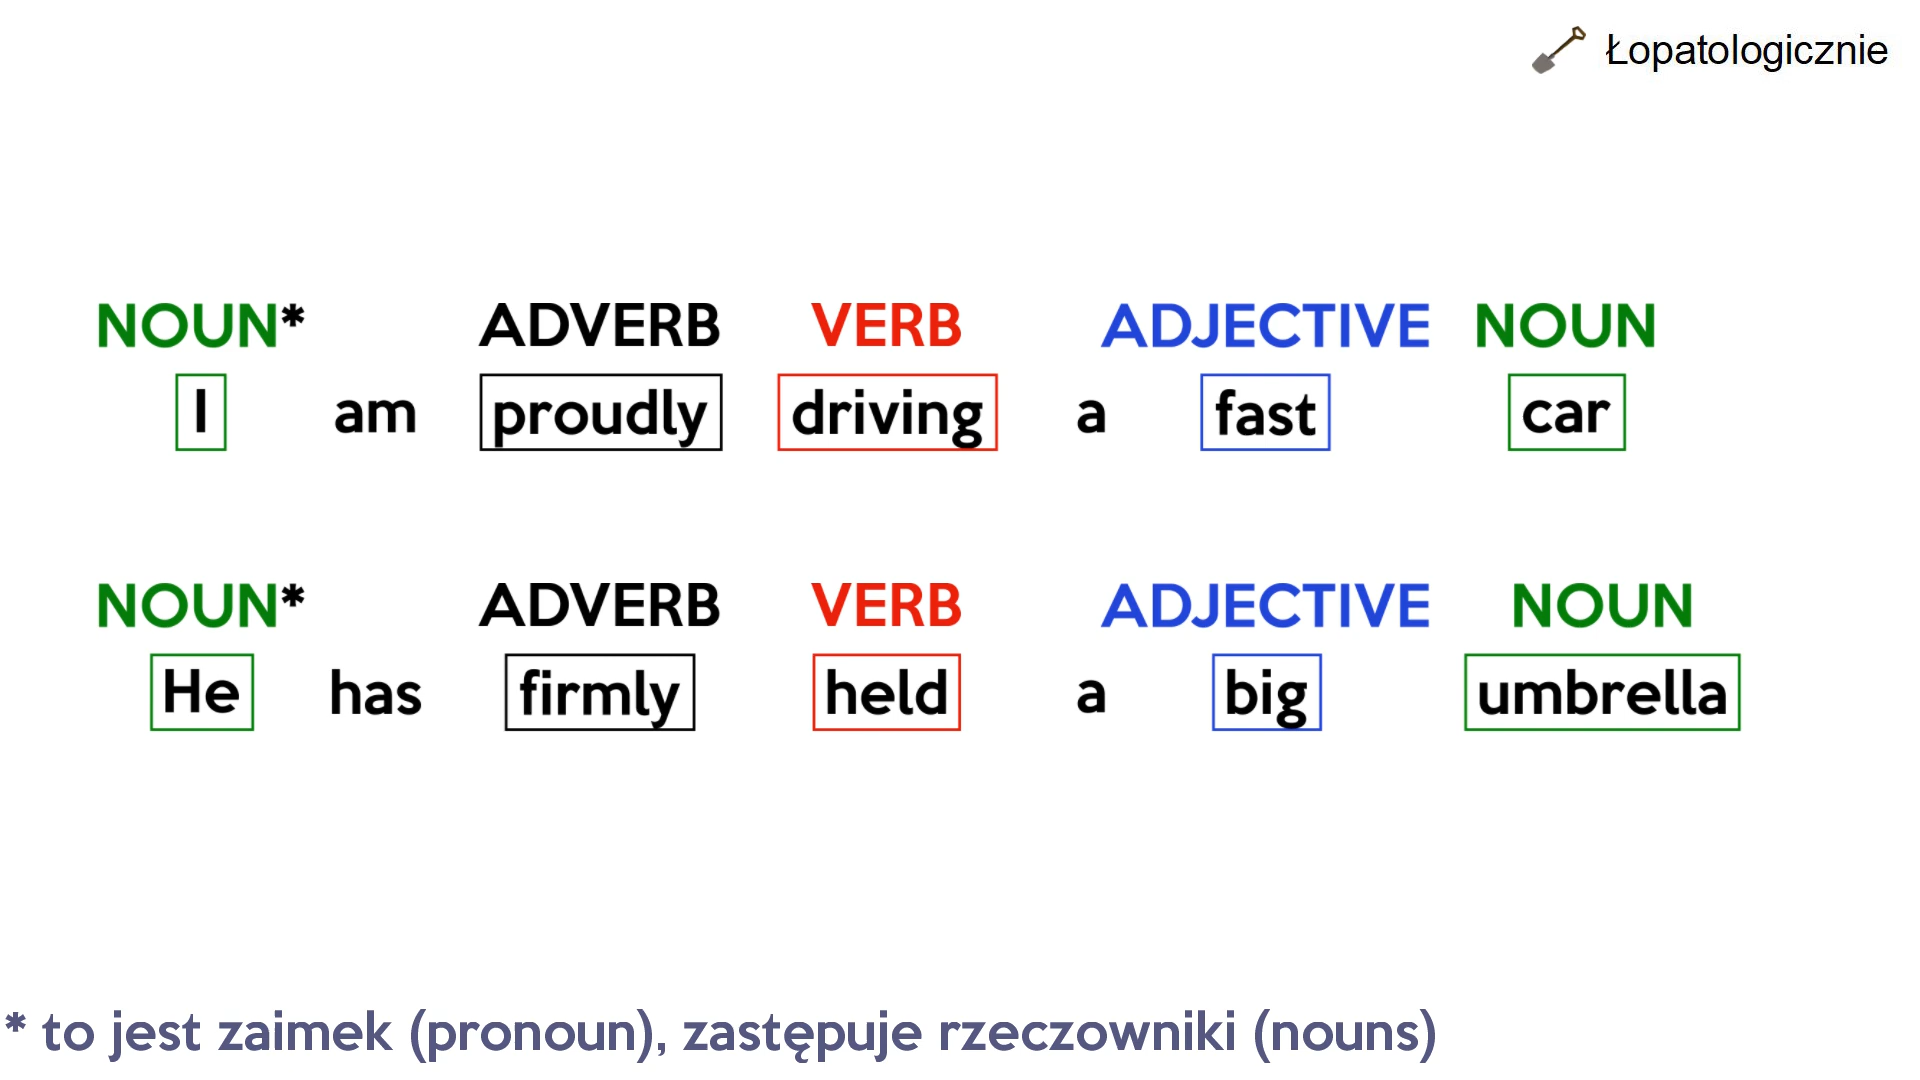 Łopatologicznie
NOUN* ADVERB VERB ADJECTIVE NOUN
I am proudly driving a fast car
NOUN* ADVERB VERB ADJECTIVE NOUN
He has firmly held a big umbrella
* to jest zaimek (pronoun), zastępuje rzeczowniki (nouns)